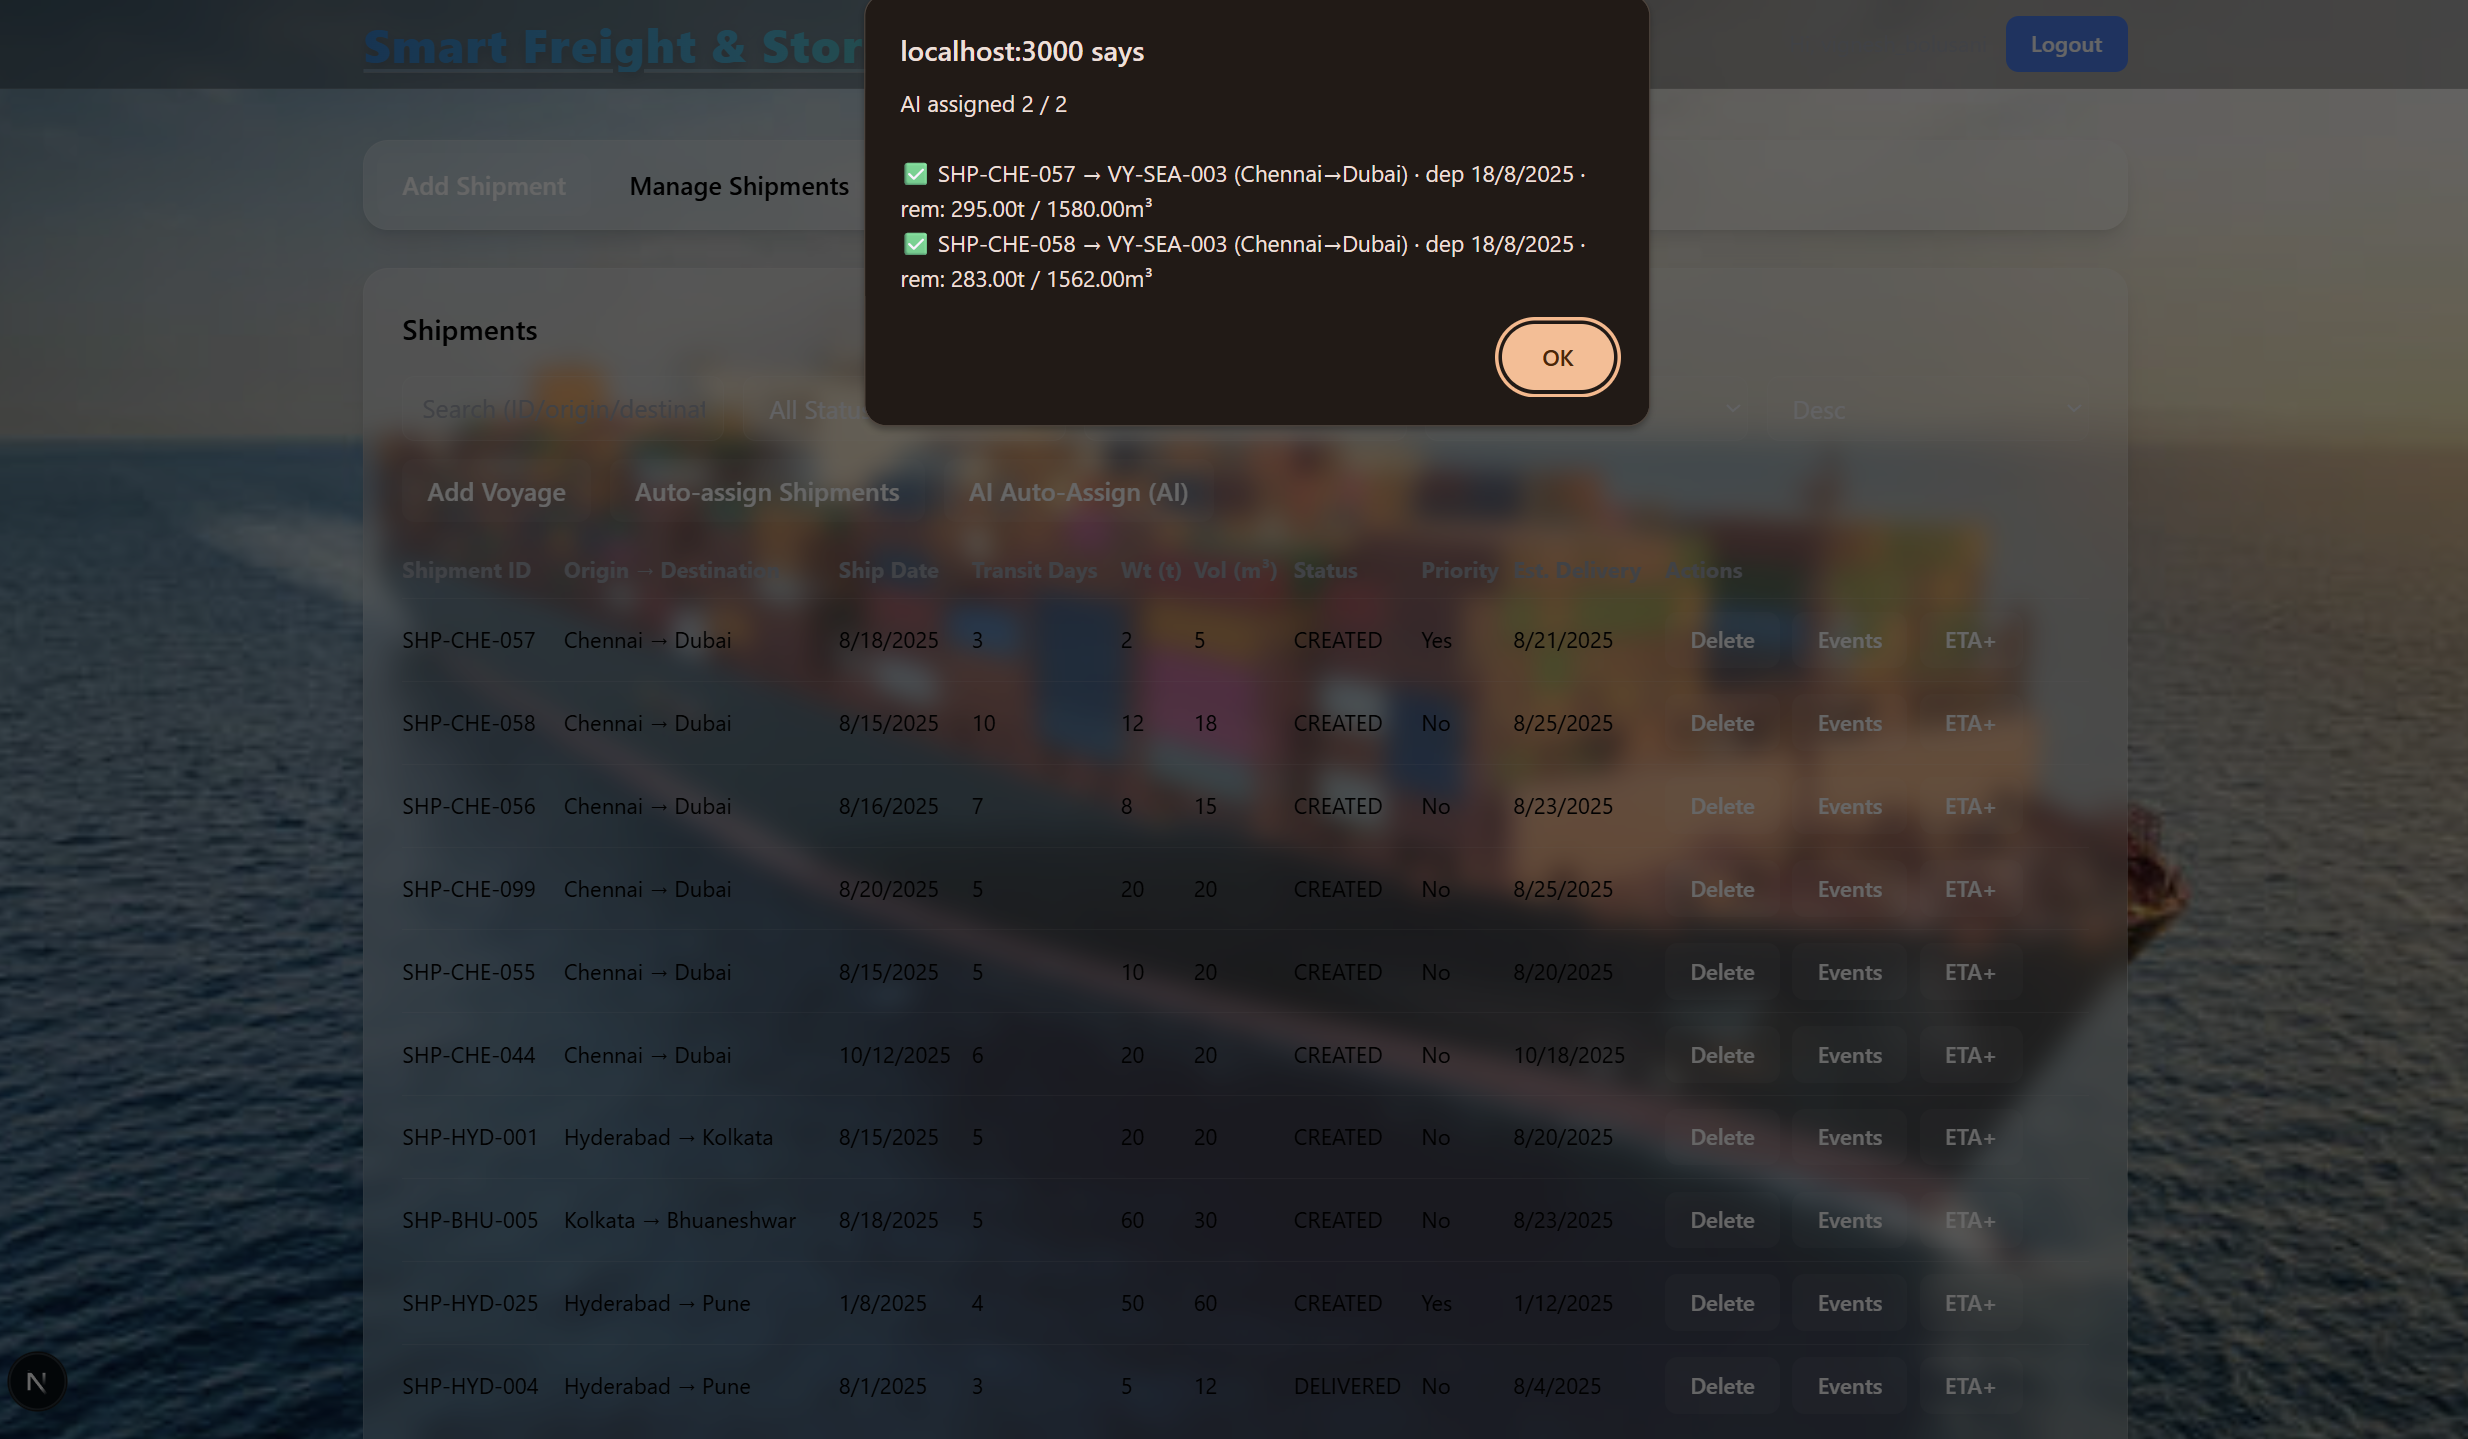 Smart Freight & Stor
Logout
localhost:3000 says
AI assigned 2 / 2
✅ SHP-CHE-057 → VY-SEA-003 (Chennai→Dubai) · dep 18/8/2025 ·
rem: 295.00t / 1580.00m³
✅ SHP-CHE-058 → VY-SEA-003 (Chennai→Dubai) · dep 18/8/2025 ·
rem: 283.00t / 1562.00m³
OK
Add Shipment Manage Shipments
Shipments
Search (ID/origin/destinat All Statu Desc
Add Voyage Auto-assign Shipments AI Auto-Assign (AI)
Shipment ID Origin → Destination Ship Date Transit Days Wt (t) Vol (m³) Status Priority Est. Delivery Actions
SHP-CHE-057 Chennai → Dubai 8/18/2025 3 2 5 CREATED Yes 8/21/2025 Delete Events ETA+
SHP-CHE-058 Chennai → Dubai 8/15/2025 10 12 18 CREATED No 8/25/2025 Delete Events ETA+
SHP-CHE-056 Chennai → Dubai 8/16/2025 7 8 15 CREATED No 8/23/2025 Delete Events ETA+
SHP-CHE-099 Chennai → Dubai 8/20/2025 5 20 20 CREATED No 8/25/2025 Delete Events ETA+
SHP-CHE-055 Chennai → Dubai 8/15/2025 5 10 20 CREATED No 8/20/2025 Delete Events ETA+
SHP-CHE-044 Chennai → Dubai 10/12/2025 6 20 20 CREATED No 10/18/2025 Delete Events ETA+
SHP-HYD-001 Hyderabad → Kolkata 8/15/2025 5 20 20 CREATED No 8/20/2025 Delete Events ETA+
SHP-BHU-005 Kolkata → Bhuaneshwar 8/18/2025 5 60 30 CREATED No 8/23/2025 Delete Events ETA+
SHP-HYD-025 Hyderabad → Pune 1/8/2025 4 50 60 CREATED Yes 1/12/2025 Delete Events ETA+
SHP-HYD-004 Hyderabad → Pune 8/1/2025 3 5 12 DELIVERED No 8/4/2025 Delete Events ETA+
N